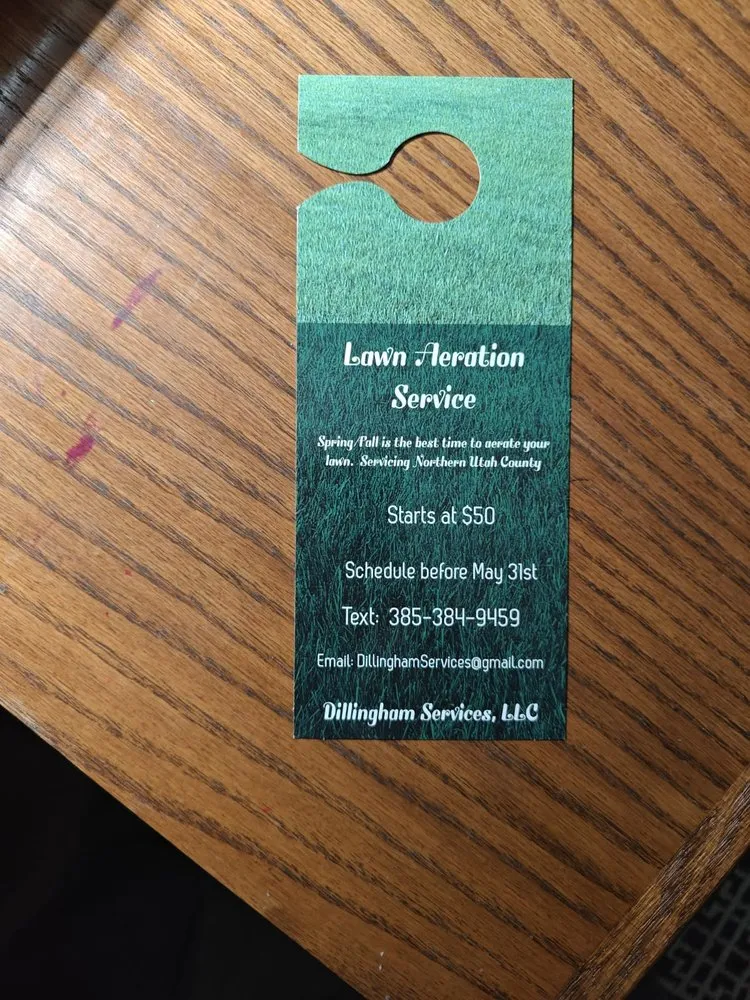 Lawn Aeration
Service
Spring/Fall is the best time to aerate your
lawn. Servicing Northern Utah County
Starts at $50
Schedule before May 31st
Text: 385-384-9459
Email: DillinghamServices@gmail.com
Dillingham Services, LLC